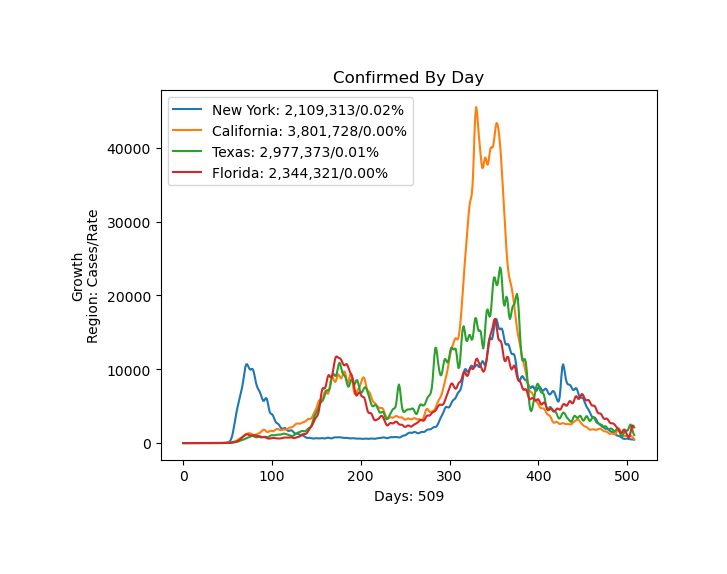 Confirmed By Day
New York: 2,109,313/0.02%
California: 3,801,728/0.00%
Texas: 2,977,373/0.01%
Florida: 2,344,321/0.00%
Growth
Region: Cases/Rate
40000
30000
20000
10000
0
0 100 200 300 400 500
Days: 509